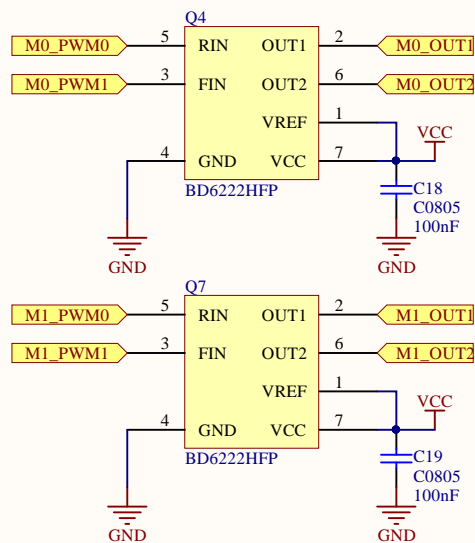 Q4
M0_PWM0 5 RIN OUT1 2 M0_OUT1
M0_PWM1 3 FIN OUT2 6 M0_OUT2
VREF 1
VCC
4 GND VCC 7
BD6222HFP
C18
C0805
100nF
GND GND
Q7
M1_PWM0 5 RIN OUT1 2 M1_OUT1
M1_PWM1 3 FIN OUT2 6 M1_OUT2
VREF 1
VCC
4 GND VCC 7
BD6222HFP
C19
C0805
100nF
GND GND